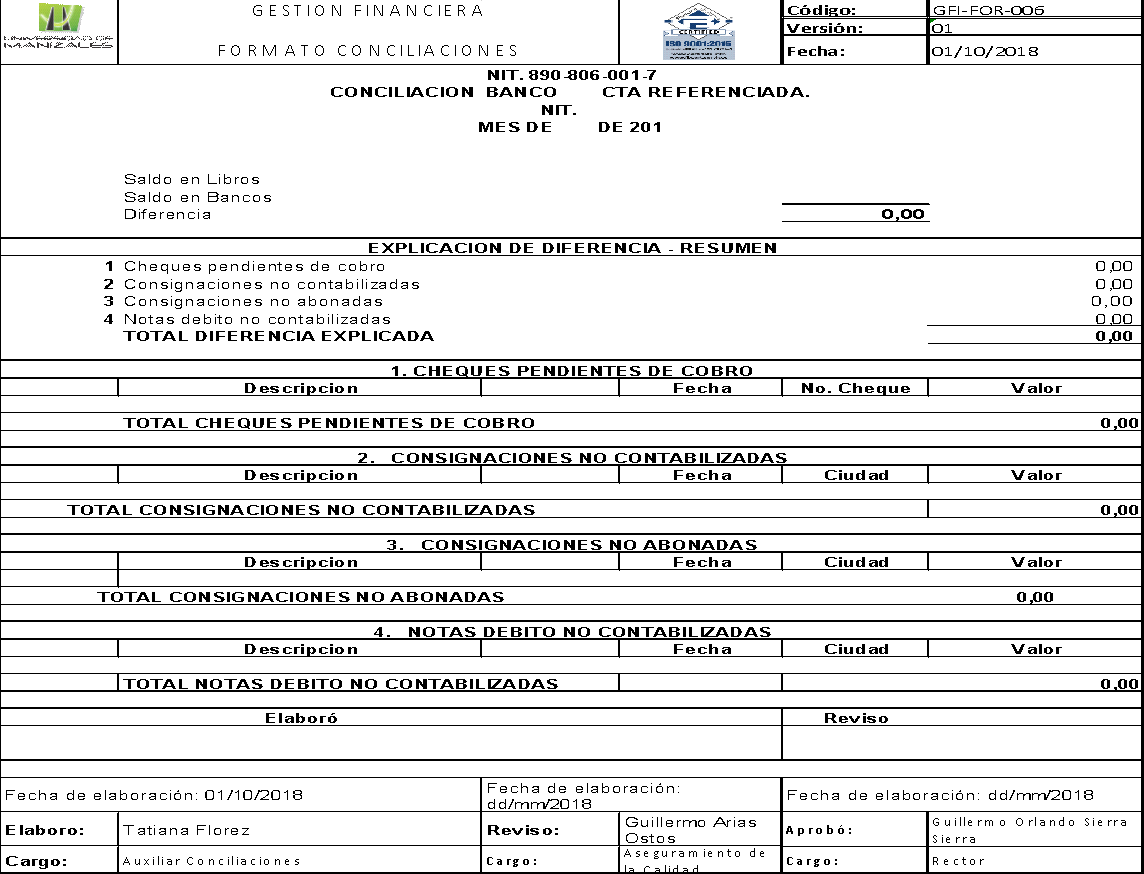 UNIVERSIDAD DE
MANIZALES
GESTION FINANCIERA
FORMATO CONCILIACIONES
CERTIFIED
ISO 9001:2015
Código: GFI-FOR-006
Versión: 01
Fecha: 01/10/2018
NIT. 890-806-001-7
CONCILIACION BANCO CTA REFERENCIADA.
NIT.
MES DE DE 201
Saldo en Libros
Saldo en Bancos
Diferencia 0,00
EXPLICACION DE DIFERENCIA - RESUMEN
1 Cheques pendientes de cobro 0,00
2 Consignaciones no contabilizadas 0,00
3 Consignaciones no abonadas 0,00
4 Notas debito no contabilizadas 0,00
TOTAL DIFERENCIA EXPLICADA 0,00
1. CHEQUES PENDIENTES DE COBRO
Descripcion Fecha No. Cheque Valor
TOTAL CHEQUES PENDIENTES DE COBRO 0,00
2. CONSIGNACIONES NO CONTABILIZADAS
Descripcion Fecha Ciudad Valor
TOTAL CONSIGNACIONES NO CONTABILIZADAS 0,00
3. CONSIGNACIONES NO ABONADAS
Descripcion Fecha Ciudad Valor
TOTAL CONSIGNACIONES NO ABONADAS 0,00
4. NOTAS DEBITO NO CONTABILIZADAS
Descripcion Fecha Ciudad Valor
TOTAL NOTAS DEBITO NO CONTABILIZADAS 0,00
Elaboró Reviso
Fecha de elaboración: 01/10/2018
Fecha de elaboración:
dd/mm/2018
Fecha de elaboración: dd/mm/2018
Elaboro: Tatiana Florez
Reviso: Guillermo Arias
Ostos
Aprobó: Guillermo Orlando Sierra
Sierra
Cargo: Auxiliar Conciliaciones
Cargo: Aseguramiento de
la Calidad
Cargo: Rector